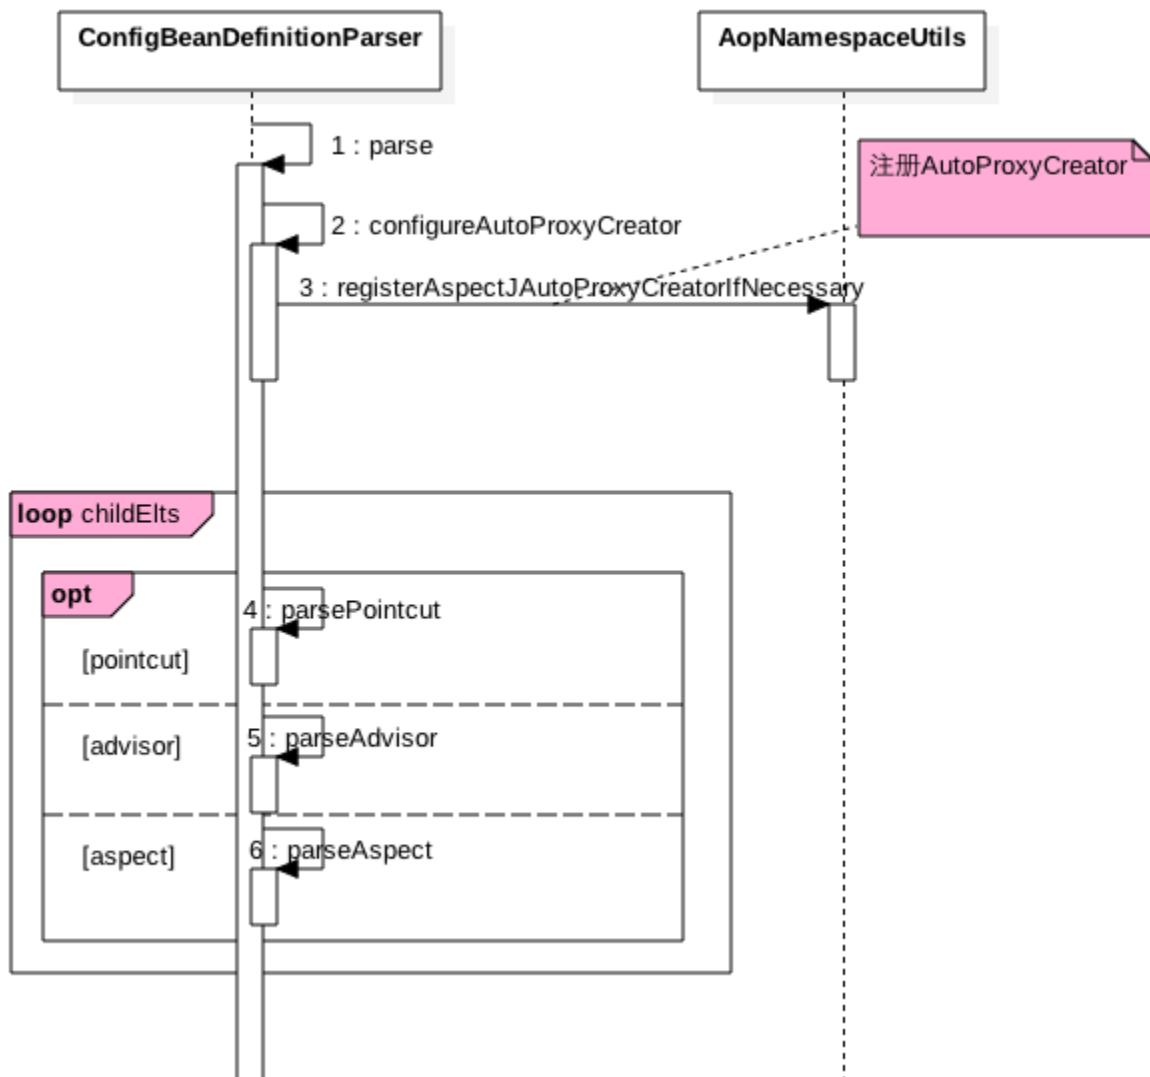 ConfigBeanDefinitionParser
AopNamespaceUtils
1 : parse
注册AutoProxyCreator
2 : configureAutoProxyCreator
3 : registerAspectJAutoProxyCreatorIfNecessary
loop childElts
opt
4 : parsePointcut
[pointcut]
5 : parseAdvisor
[advisor]
6 : parseAspect
[aspect]